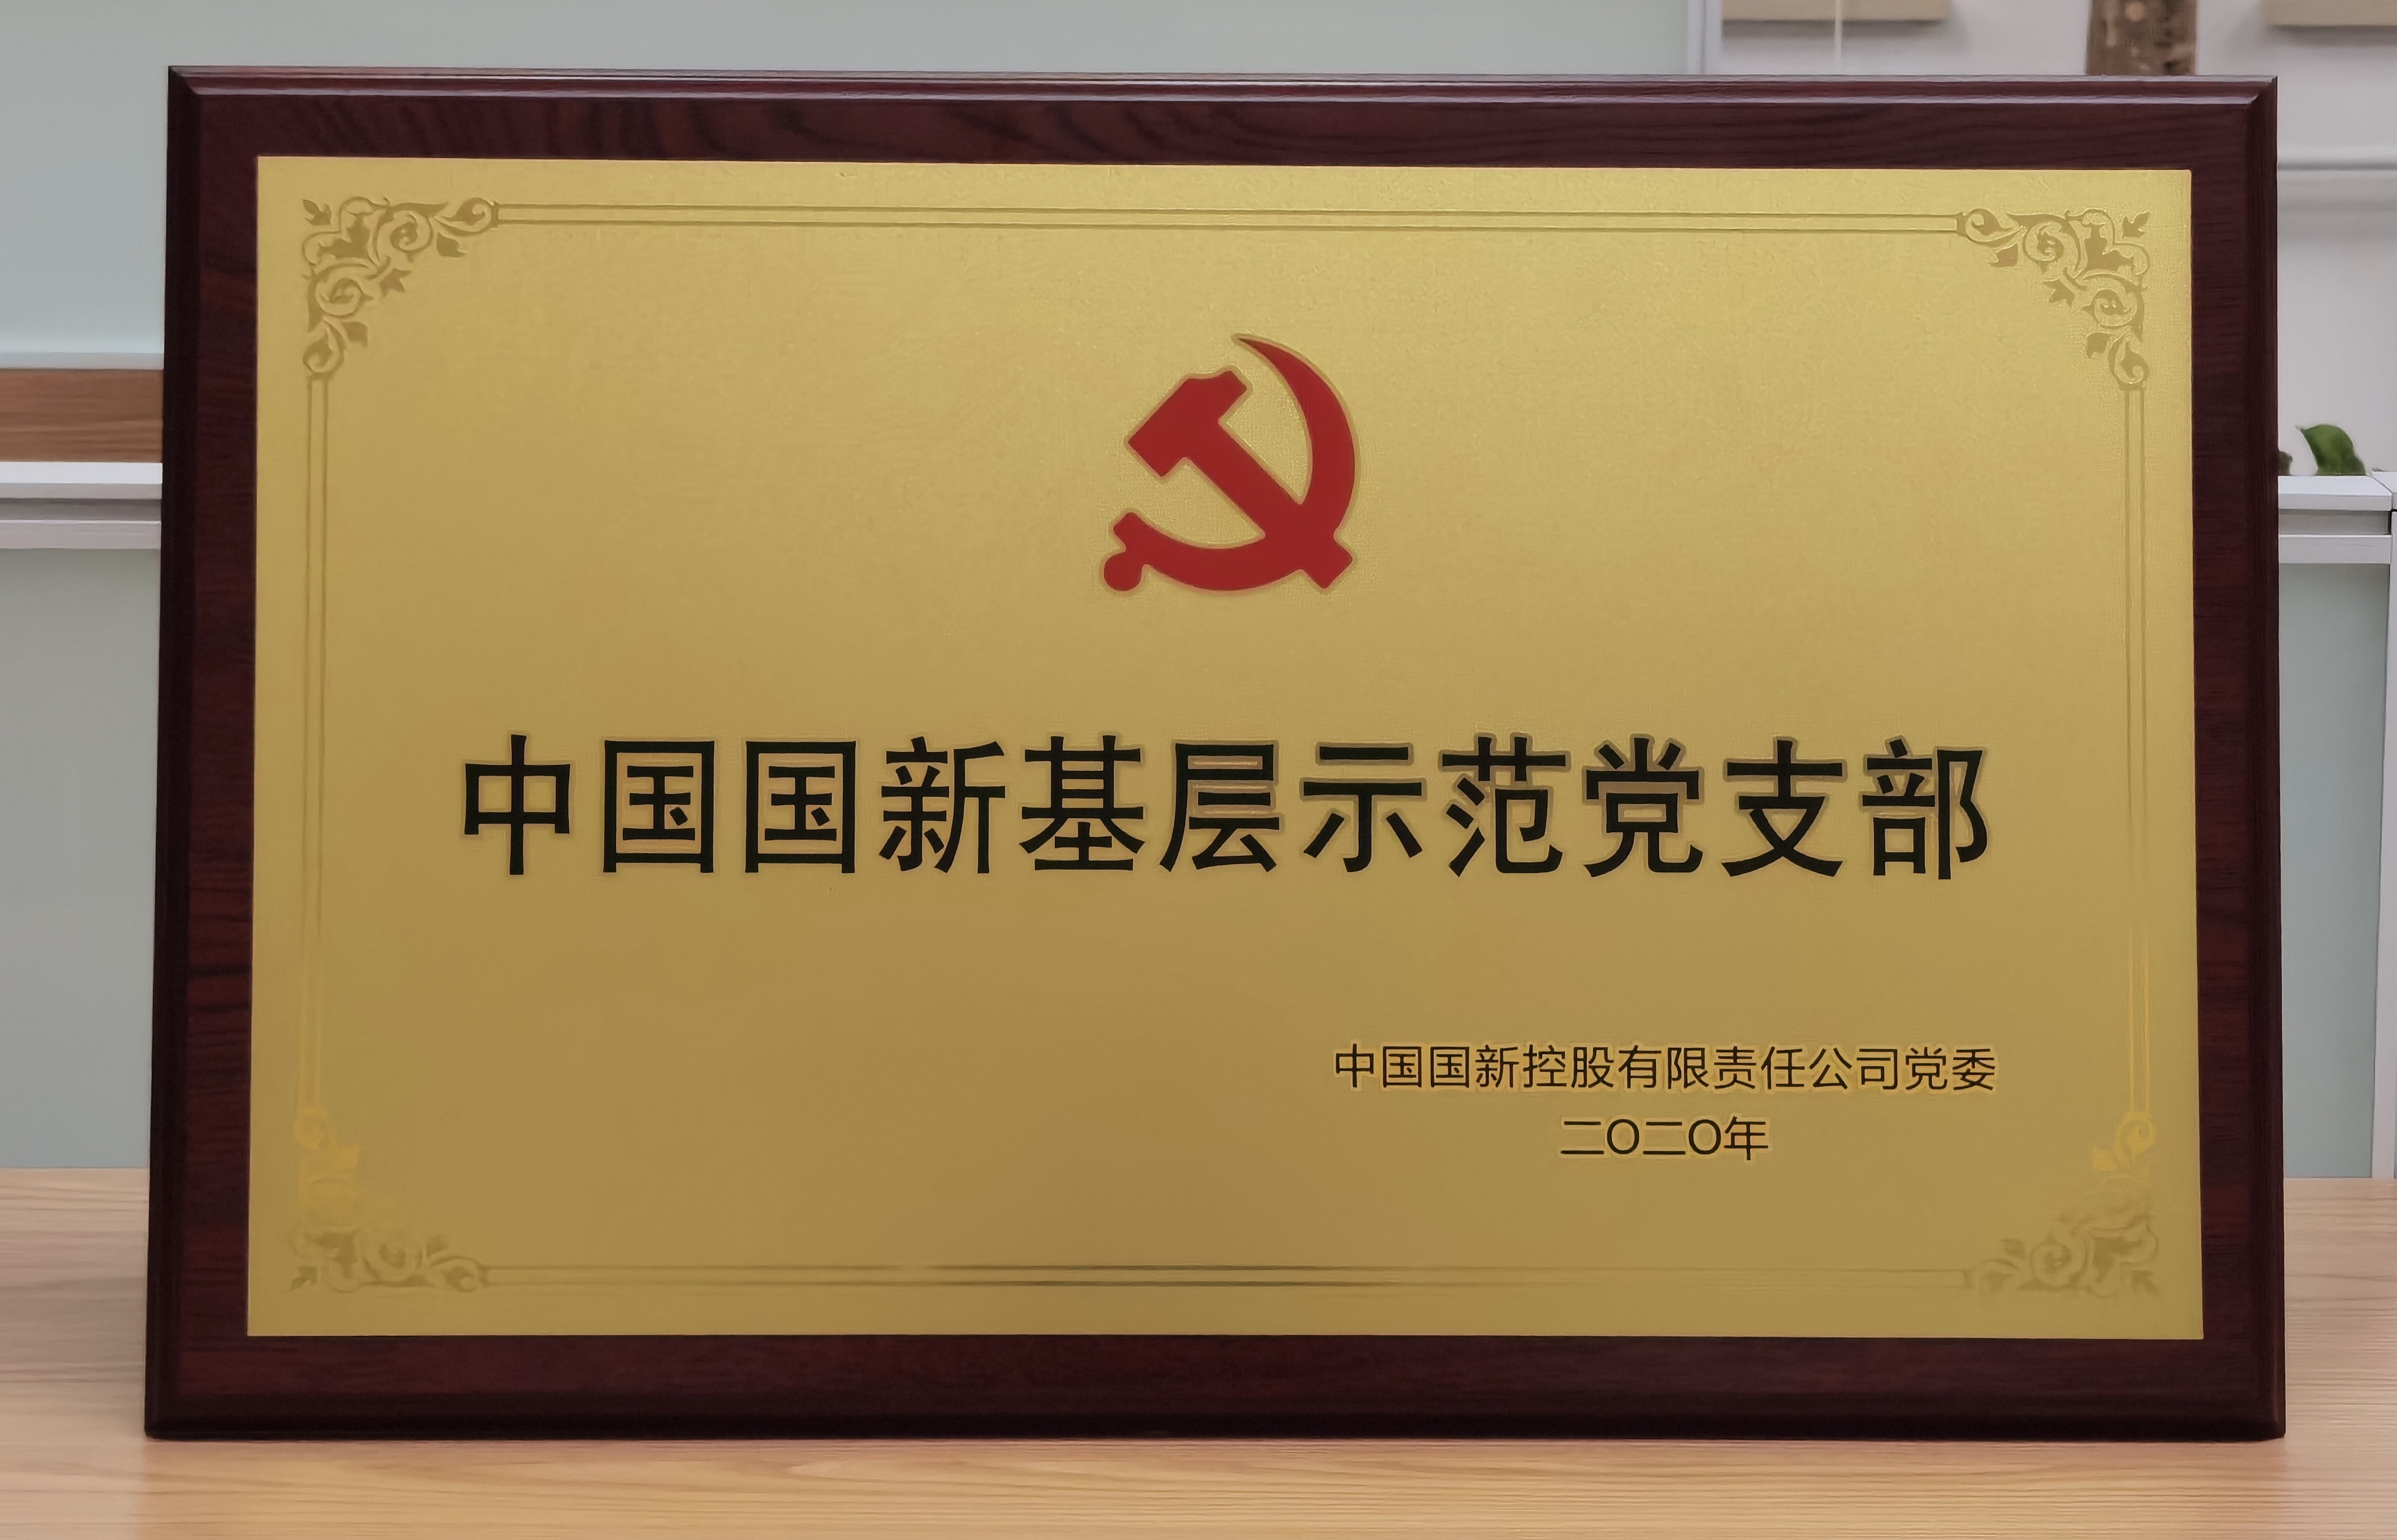 中国国新基层示范党支部
中国国新控股有限责任公司党委
二〇二〇年